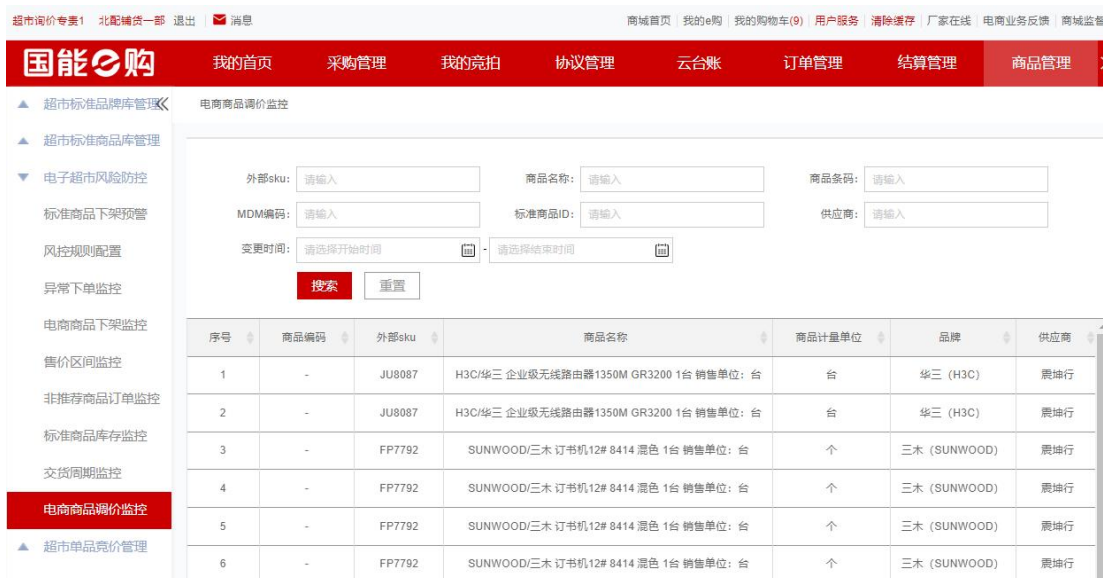 超市询价专责1 北配铺货一部 退出 消息 商城首页 我的e购 我的购物车(9) 用户服务 清除缓存 厂家在线 电商业务反馈 商城监督
国能e购 我的首页 采购管理 我的竞拍 协议管理 云台账 订单管理 结算管理 商品管理
超市标准品牌库管理 电商商品调价监控
超市标准商品库管理
电子超市风险防控 外部sku: 请输入 商品名称: 请输入 商品条码: 请输入
标准商品下架预警 MDM编码: 请输入 标准商品ID: 请输入 供应商: 请输入
风控规则配置 变更时间: 请选择开始时间 - 请选择结束时间
异常下单监控 搜索 重置
电商商品下架监控 序号 商品编码 外部sku 商品名称 商品计量单位 品牌 供应商
售价区间监控 1 - JU8087 H3C/华三 企业级无线路由器1350M GR3200 1台 销售单位：台 台 华三（H3C） 震坤行
非推荐商品订单监控 2 - JU8087 H3C/华三 企业级无线路由器1350M GR3200 1台 销售单位：台 台 华三（H3C） 震坤行
标准商品库存监控 3 - FP7792 SUNWOOD/三木 订书机12# 8414 混色 1台 销售单位：台 个 三木（SUNWOOD） 震坤行
交货周期监控 4 - FP7792 SUNWOOD/三木 订书机12# 8414 混色 1台 销售单位：台 个 三木（SUNWOOD） 震坤行
电商商品调价监控 5 - FP7792 SUNWOOD/三木 订书机12# 8414 混色 1台 销售单位：台 个 三木（SUNWOOD） 震坤行
超市单品竞价管理 6 - FP7792 SUNWOOD/三木 订书机12# 8414 混色 1台 销售单位：台 个 三木（SUNWOOD） 震坤行